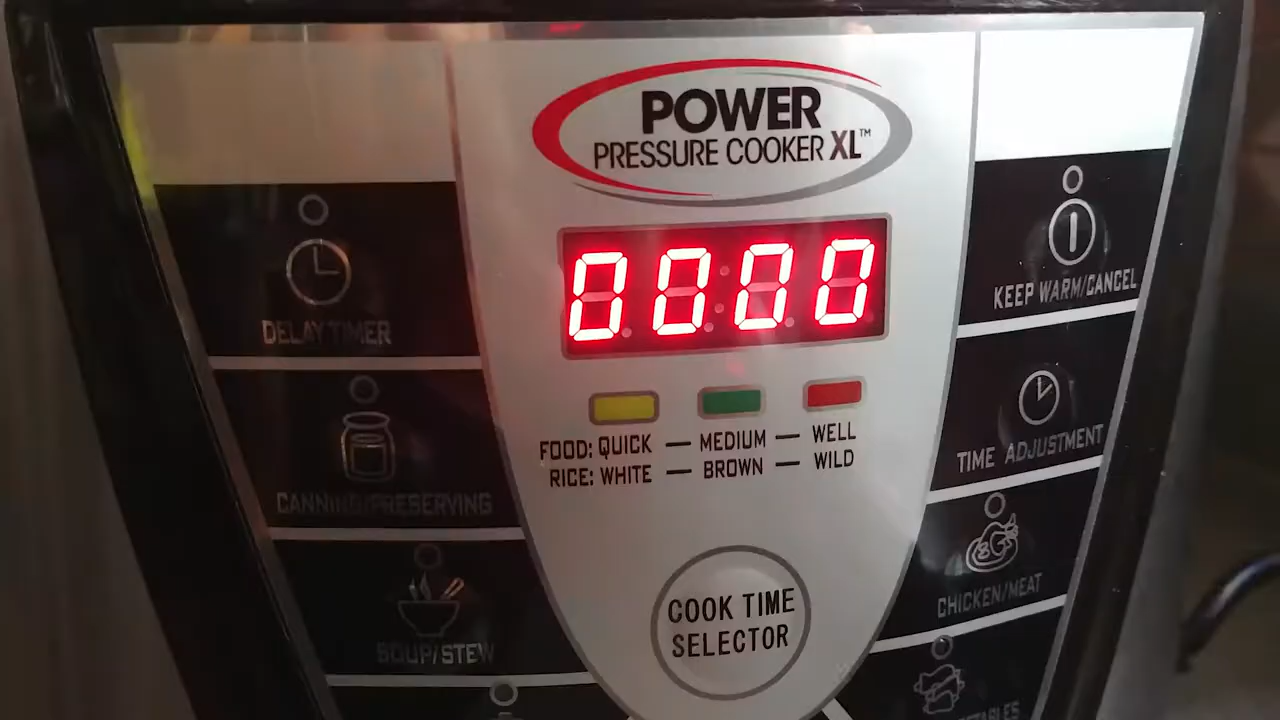 POWER
PRESSURE COOKER XL™
0000
DELAY TIMER
CANNING/PRESERVING
SOUP/STEW
FOOD: QUICK — MEDIUM — WELL
RICE: WHITE — BROWN — WILD
COOK TIME
SELECTOR
KEEP WARM/CANCEL
TIME ADJUSTMENT
CHICKEN/MEAT